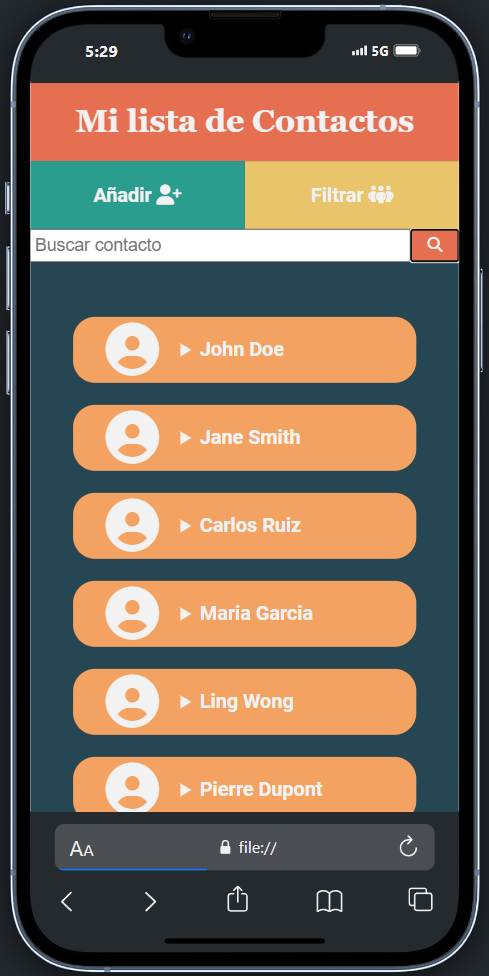 5:29
5G
Mi lista de Contactos
Añadir
Filtrar
Buscar contacto
John Doe
Jane Smith
Carlos Ruiz
Maria Garcia
Ling Wong
Pierre Dupont
AA
file://